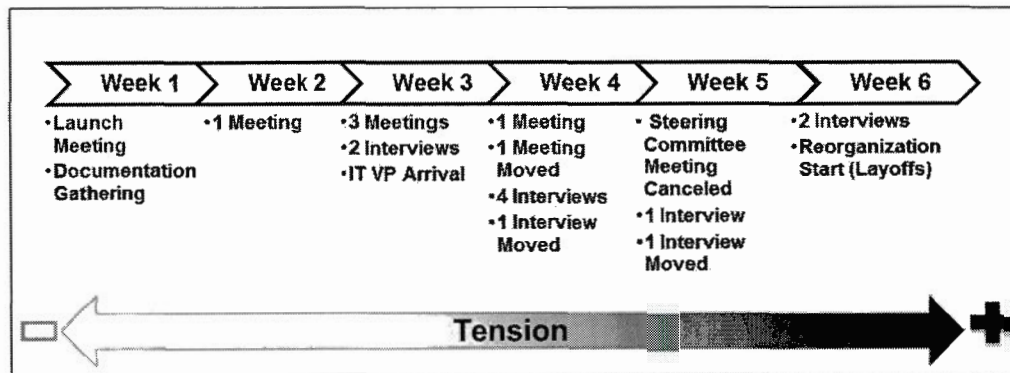 Week 1
Week 2
Week 3
Week 4
Week 5
Week 6
•Launch
Meeting
•Documentation
Gathering
•1 Meeting
•3 Meetings
•2 Interviews
•IT VP Arrival
•1 Meeting
•1 Meeting
Moved
•4 Interviews
•1 Interview
Moved
• Steering
Committee
Meeting
Canceled
•1 Interview
•1 Interview
Moved
•2 Interviews
•Reorganization
Start (Layoffs)
Tension